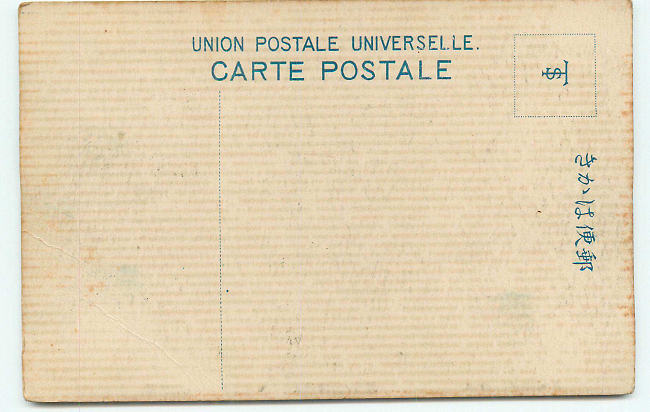 UNION POSTALE UNIVERSELLE.
CARTE POSTALE
郵便はかき